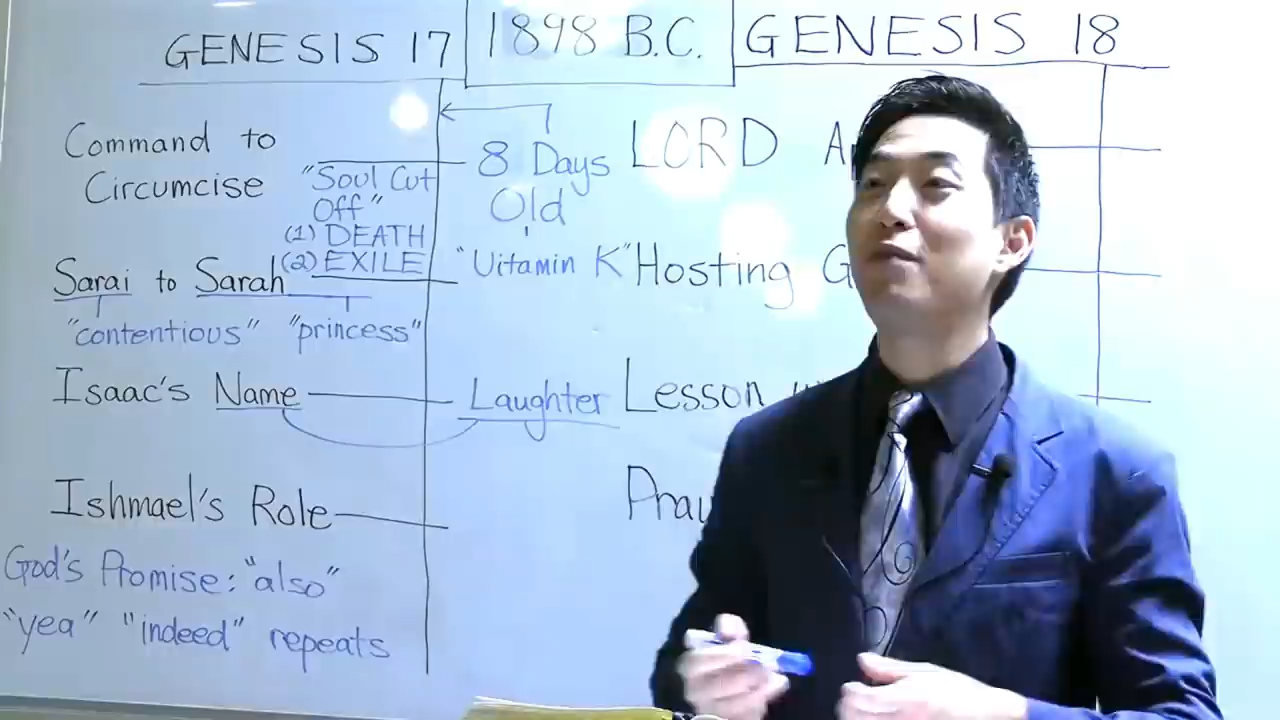 GENESIS 17
1898 B.C.
GENESIS 18
Command to
Circumcise
"Soul Cut
Off"
(1) DEATH
(2) EXILE
8 Days
Old
"Vitamin K"
Sarai to Sarah
"contentious" "princess"
Isaac's Name
Laughter
Ishmael's Role
God's Promise: "also"
"yea" "indeed" repeats
LORD
Hosting G
Lesson
Pray